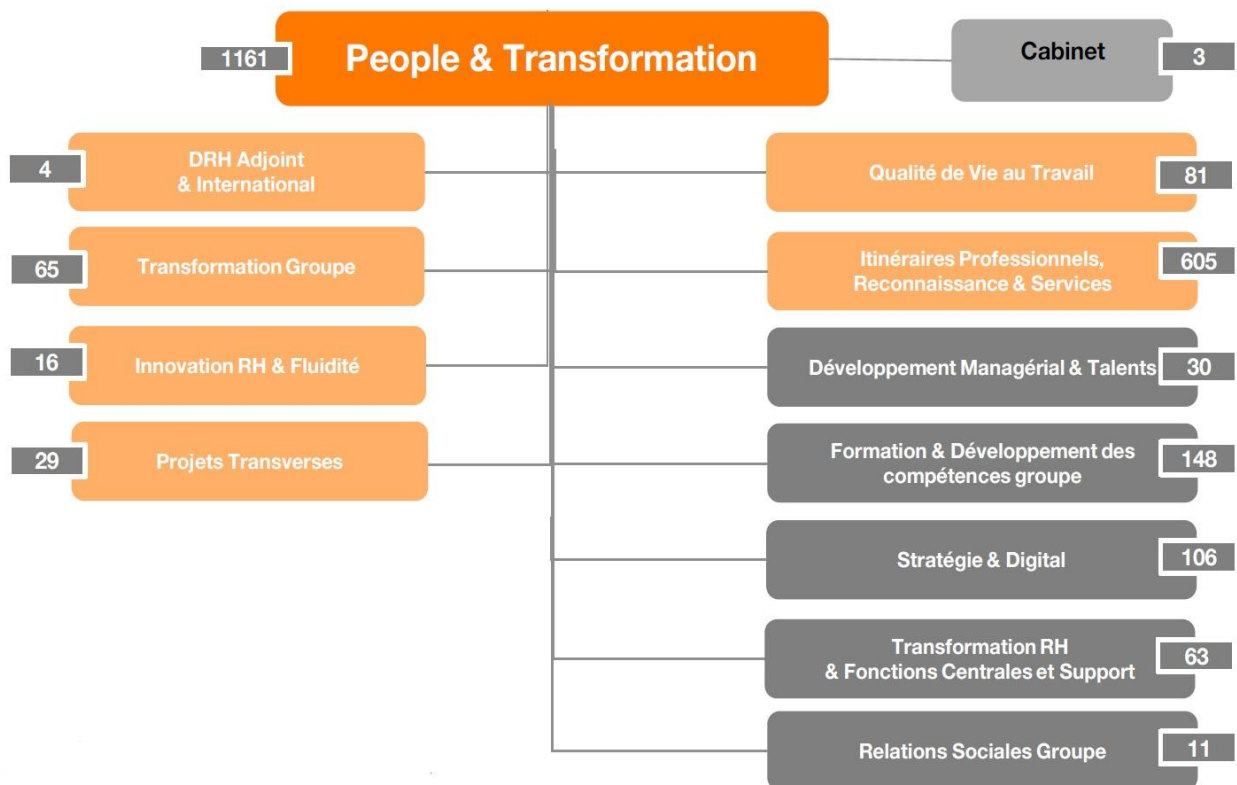 1161
People & Transformation
Cabinet
3
4
DRH Adjoint
& International
65
Transformation Groupe
16
Innovation RH & Fluidité
29
Projets Transverses
Qualité de Vie au Travail
81
Itinéraires Professionnels,
Reconnaissance & Services
605
Développement Managérial & Talents
30
Formation & Développement des
compétences groupe
148
Stratégie & Digital
106
Transformation RH
& Fonctions Centrales et Support
63
Relations Sociales Groupe
11